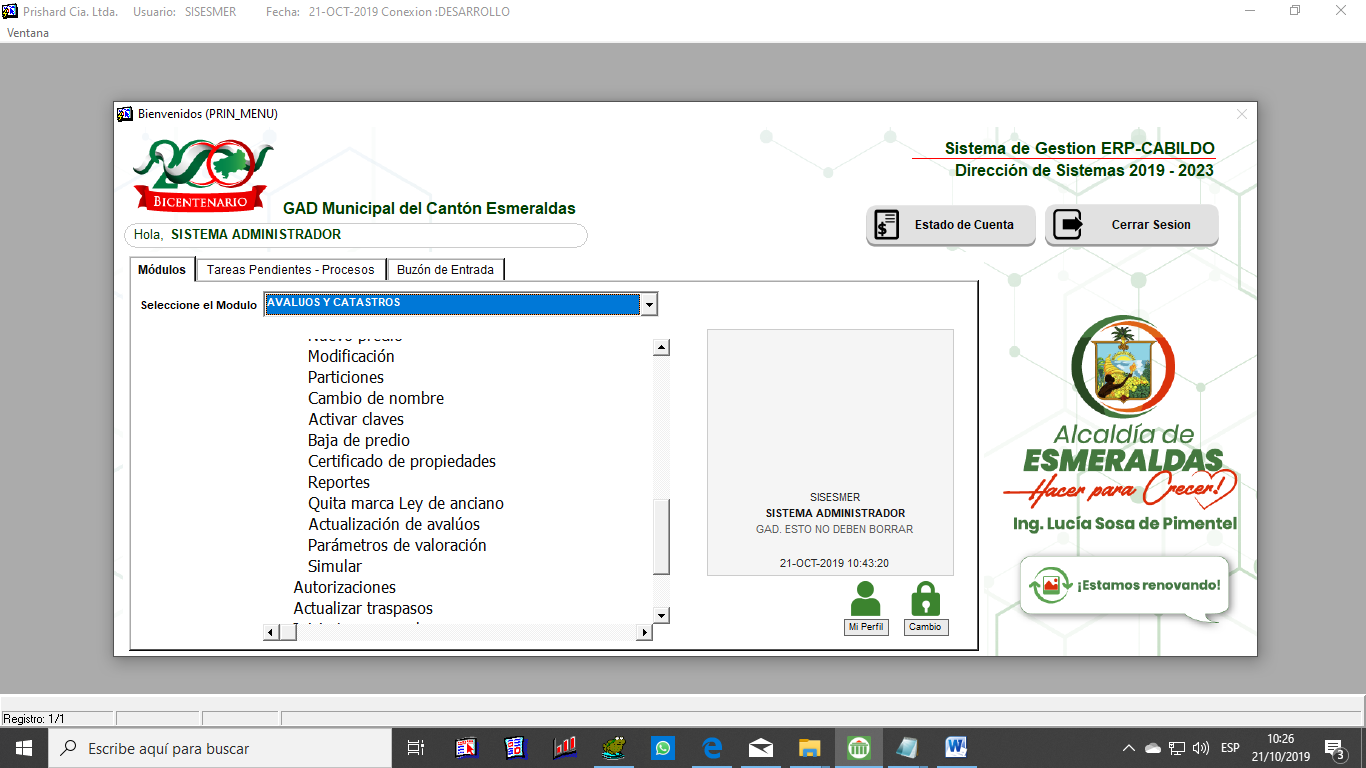 Prishard Cia. Ltda. Usuario: SISESMER Fecha: 21-OCT-2019 Conexion :DESARROLLO
Ventana
Bienvenidos (PRIN_MENU)
200
BICENTENARIO
GAD Municipal del Cantón Esmeraldas
Sistema de Gestion ERP-CABILDO
Dirección de Sistemas 2019 - 2023
Hola, SISTEMA ADMINISTRADOR
Estado de Cuenta
Cerrar Sesion
Módulos
Tareas Pendientes - Procesos
Buzón de Entrada
Seleccione el Modulo
AVALUOS Y CATASTROS
Nuevo predio
Modificación
Particiones
Cambio de nombre
Activar claves
Baja de predio
Certificado de propiedades
Reportes
Quita marca Ley de anciano
Actualización de avalúos
Parámetros de valoración
Simular
Autorizaciones
Actualizar traspasos
SISESMER
SISTEMA ADMINISTRADOR
GAD. ESTO NO DEBEN BORRAR
21-OCT-2019 10:43:20
Mi Perfil
Cambio
Alcaldía de
ESMERALDAS
Hacer para Crecer!
Ing. Lucía Sosa de Pimentel
¡Estamos renovando!
Registro: 1/1
Escribe aquí para buscar
ESP
10:26
21/10/2019
3